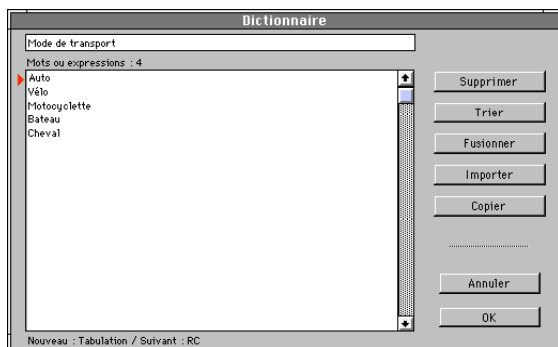 Dictionnaire
Mode de transport
Mots ou expressions : 4
Auto
Vélo
Motocyclette
Bateau
Cheval
Supprimer
Trier
Fusionner
Importer
Copier
Annuler
OK
Nouveau : Tabulation / Suivant : RC